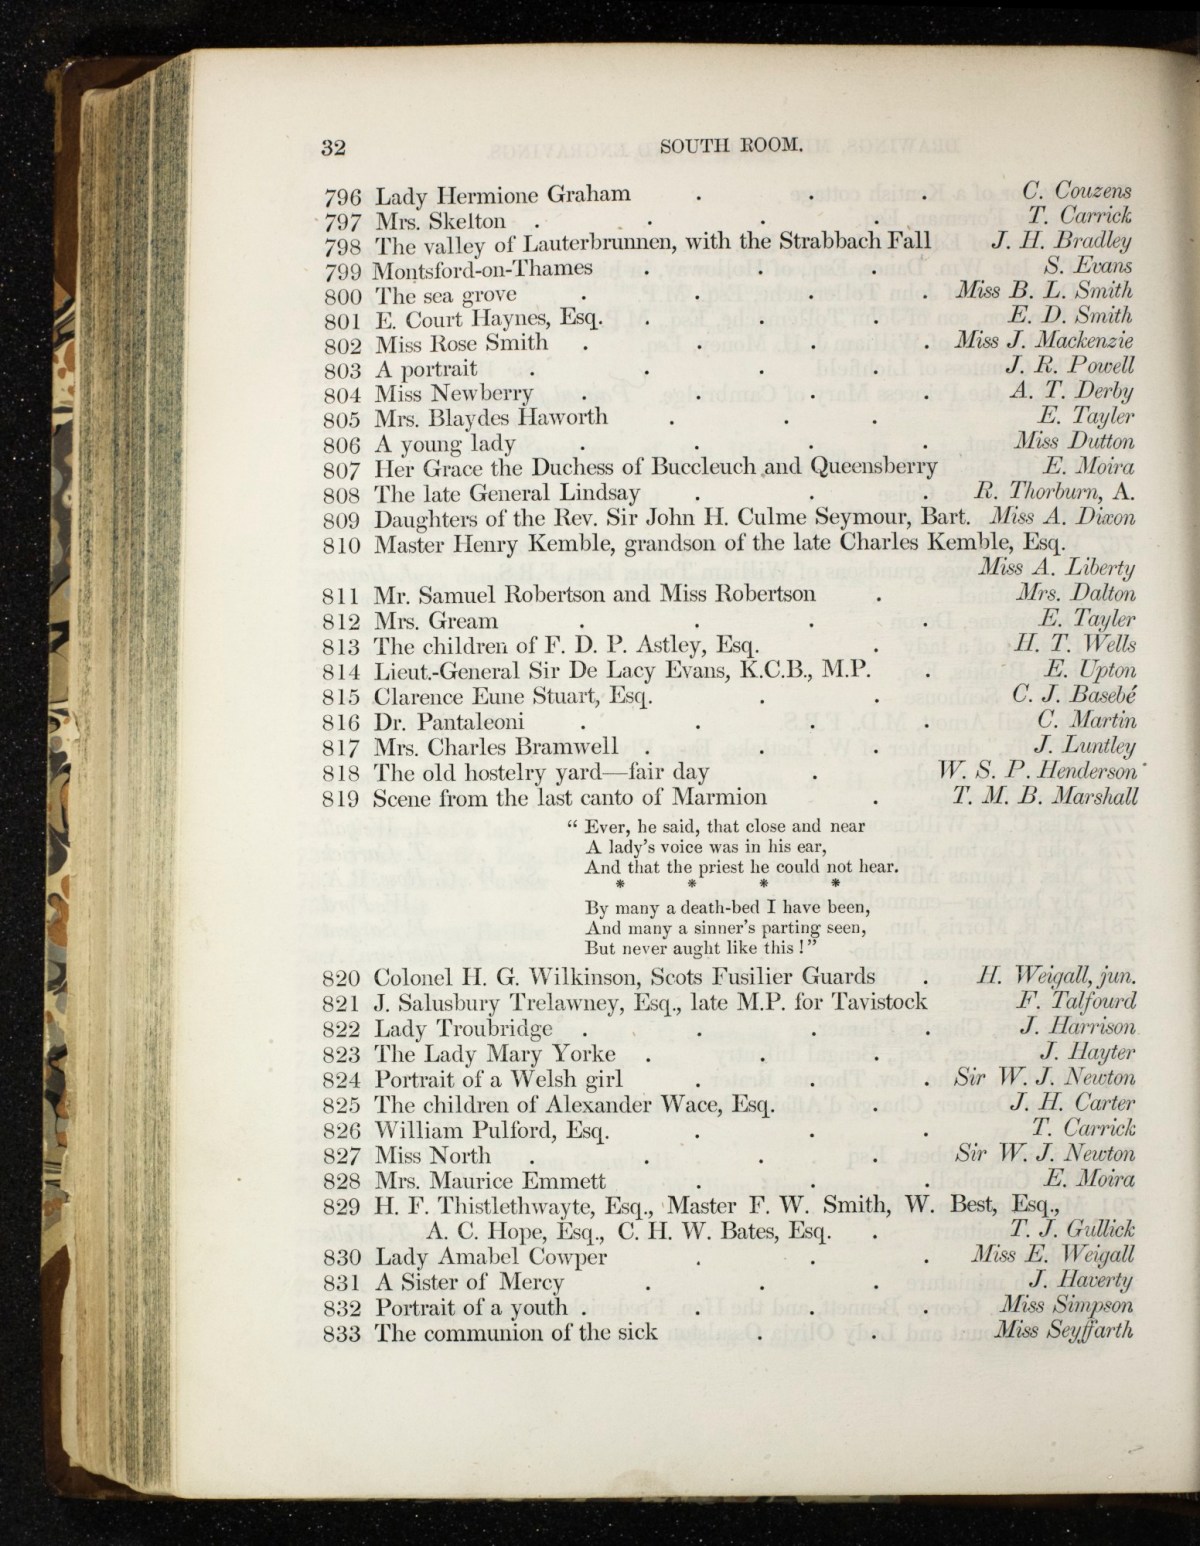 32 SOUTH ROOM.
796 Lady Hermione Graham . . . C. Couzens
797 Mrs. Skelton . . . . T. Carrick
798 The valley of Lauterbrunnen, with the Strabbach Fall J. H. Bradley
799 Montsford-on-Thames . . . S. Evans
800 The sea grove . . . . Miss B. L. Smith
801 E. Court Haynes, Esq. . . . E. D. Smith
802 Miss Rose Smith . . . . Miss J. Mackenzie
803 A portrait . . . . J. R. Powell
804 Miss Newberry . . . . A. T. Derby
805 Mrs. Blaydes Haworth . . . E. Tayler
806 A young lady . . . . Miss Dutton
807 Her Grace the Duchess of Buccleuch and Queensberry E. Moira
808 The late General Lindsay . . R. Thorburn, A.
809 Daughters of the Rev. Sir John H. Culme Seymour, Bart. Miss A. Dixon
810 Master Henry Kemble, grandson of the late Charles Kemble, Esq.
Miss A. Liberty
811 Mr. Samuel Robertson and Miss Robertson . Mrs. Dalton
812 Mrs. Gream . . . . E. Tayler
813 The children of F. D. P. Astley, Esq. . H. T. Wells
814 Lieut.-General Sir De Lacy Evans, K.C.B., M.P. . E. Upton
815 Clarence Eune Stuart, Esq. . . C. J. Basebé
816 Dr. Pantaleoni . . . . C. Martin
817 Mrs. Charles Bramwell . . . J. Luntley
818 The old hostelry yard—fair day . W. S. P. Henderson
819 Scene from the last canto of Marmion . T. M. B. Marshall
“ Ever, he said, that close and near
A lady’s voice was in his ear,
And that the priest he could not hear.
* * * *
By many a death-bed I have been,
And many a sinner’s parting seen,
But never aught like this ! ”
820 Colonel H. G. Wilkinson, Scots Fusilier Guards . H. Weigall, jun.
821 J. Salusbury Trelawney, Esq., late M.P. for Tavistock F. Talfourd
822 Lady Troubridge . . . . J. Harrison
823 The Lady Mary Yorke . . . J. Hayter
824 Portrait of a Welsh girl . . . Sir W. J. Newton
825 The children of Alexander Wace, Esq. . J. H. Carter
826 William Pulford, Esq. . . . T. Carrick
827 Miss North . . . . Sir W. J. Newton
828 Mrs. Maurice Emmett . . . E. Moira
829 H. F. Thistlethwayte, Esq., Master F. W. Smith, W. Best, Esq.,
A. C. Hope, Esq., C. H. W. Bates, Esq. . T. J. Gullick
830 Lady Amabel Cowper . . . Miss E. Weigall
831 A Sister of Mercy . . . J. Haverty
832 Portrait of a youth . . . . Miss Simpson
833 The communion of the sick . . Miss Seyffarth